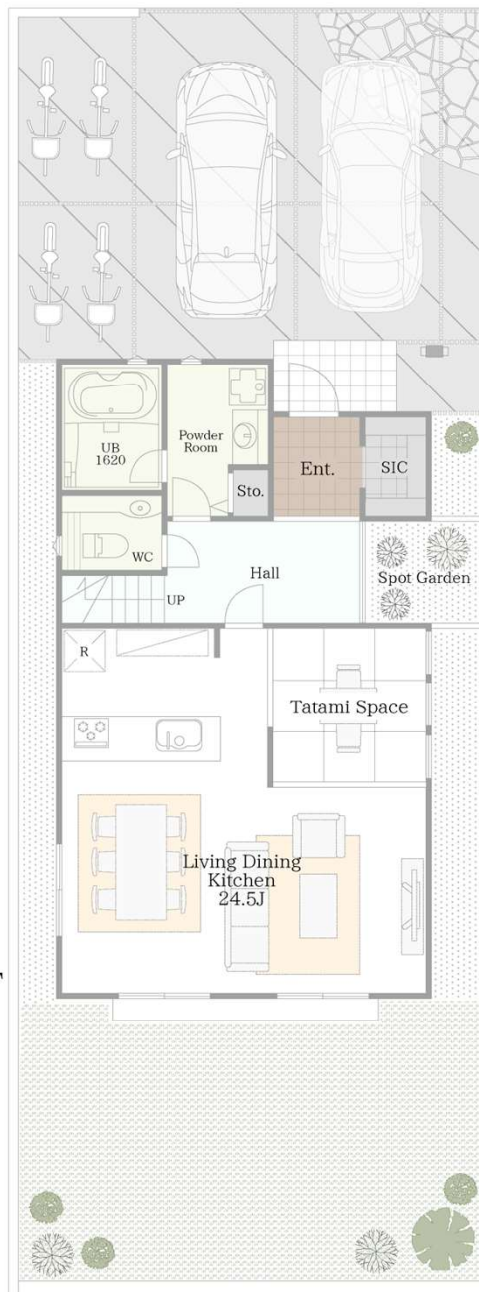 UB
1620
Powder
Room
Sto.
Ent.
SIC
WC
Hall
Spot Garden
UP
R
Tatami Space
Living Dining
Kitchen
24.5J